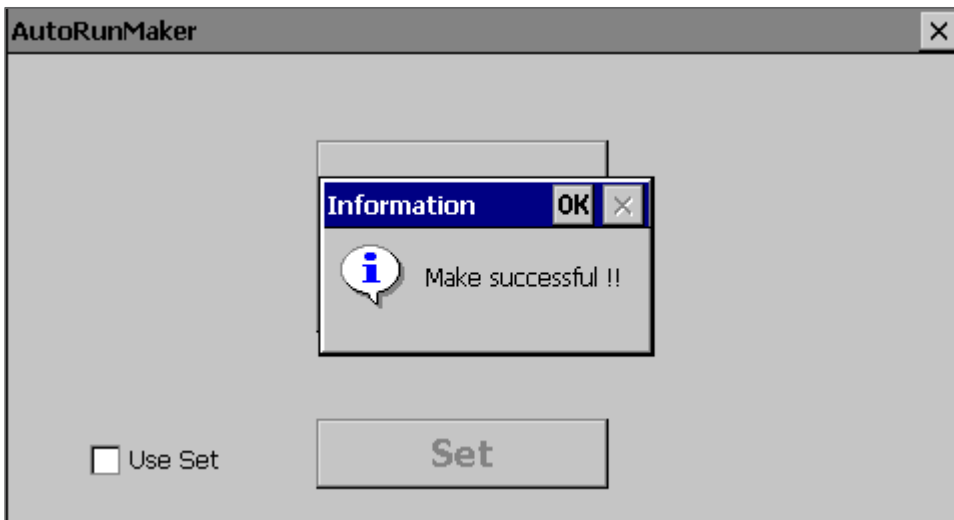 AutoRunMaker
Information OK
Make successful !!
Use Set
Set